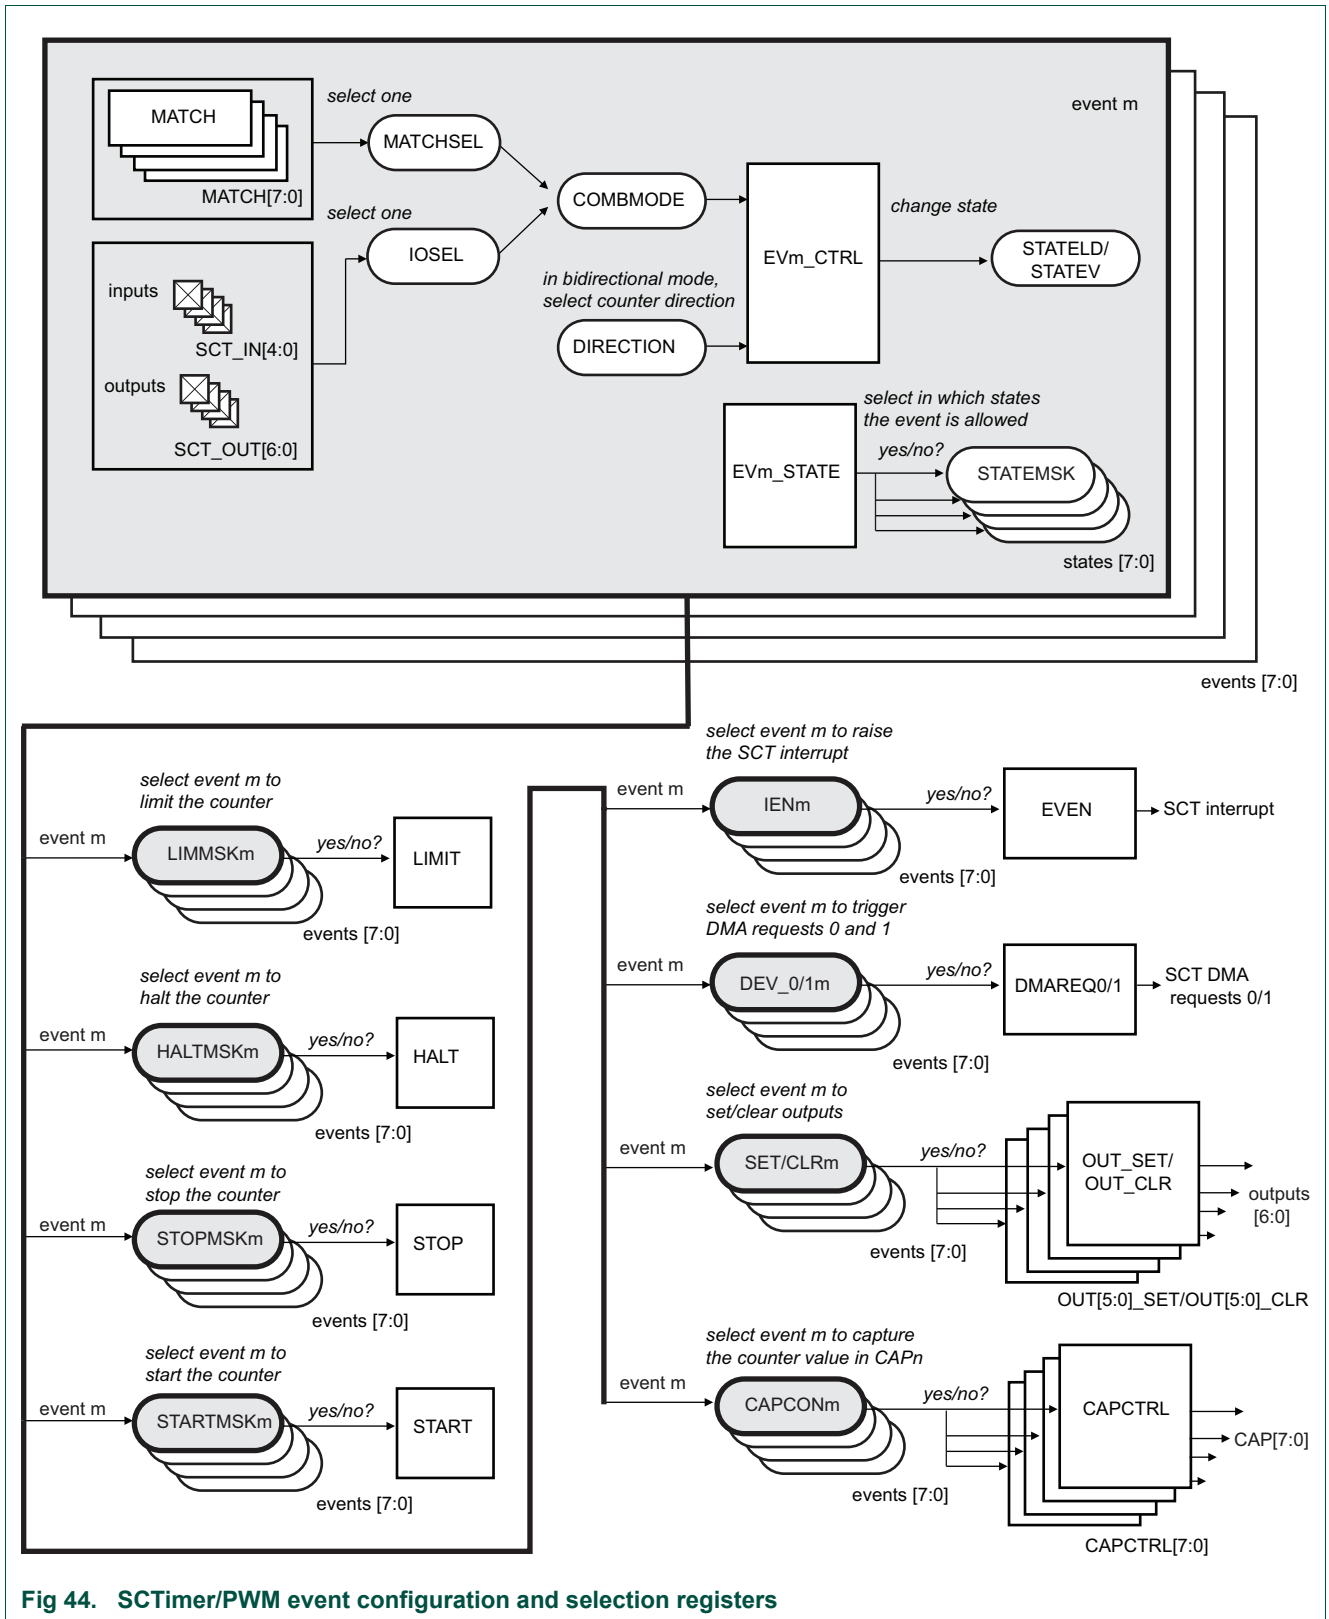 event m
MATCH
MATCH[7:0]
select one
MATCHSEL
select one
IOSEL
inputs
SCT_IN[4:0]
outputs
SCT_OUT[6:0]
COMBMODE
in bidirectional mode,
select counter direction
DIRECTION
EVm_CTRL
change state
STATELD/
STATEV
select in which states
the event is allowed
yes/no?
EVm_STATE
STATEMSK
states [7:0]
events [7:0]
select event m to
limit the counter
event m
LIMMSKm
yes/no?
LIMIT
events [7:0]
select event m to
halt the counter
event m
HALTMSKm
yes/no?
HALT
events [7:0]
select event m to
stop the counter
event m
STOPMSKm
yes/no?
STOP
events [7:0]
select event m to
start the counter
event m
STARTMSKm
yes/no?
START
events [7:0]
select event m to raise
the SCT interrupt
event m
IENm
yes/no?
EVEN
SCT interrupt
events [7:0]
select event m to trigger
DMA requests 0 and 1
event m
DEV_0/1m
yes/no?
DMAREQ0/1
SCT DMA
requests 0/1
events [7:0]
select event m to
set/clear outputs
event m
SET/CLRm
yes/no?
OUT_SET/
OUT_CLR
outputs
[6:0]
events [7:0]
OUT[5:0]_SET/OUT[5:0]_CLR
select event m to capture
the counter value in CAPn
event m
CAPCONm
yes/no?
CAPCTRL
CAP[7:0]
events [7:0]
CAPCTRL[7:0]
Fig 44. SCTimer/PWM event configuration and selection registers